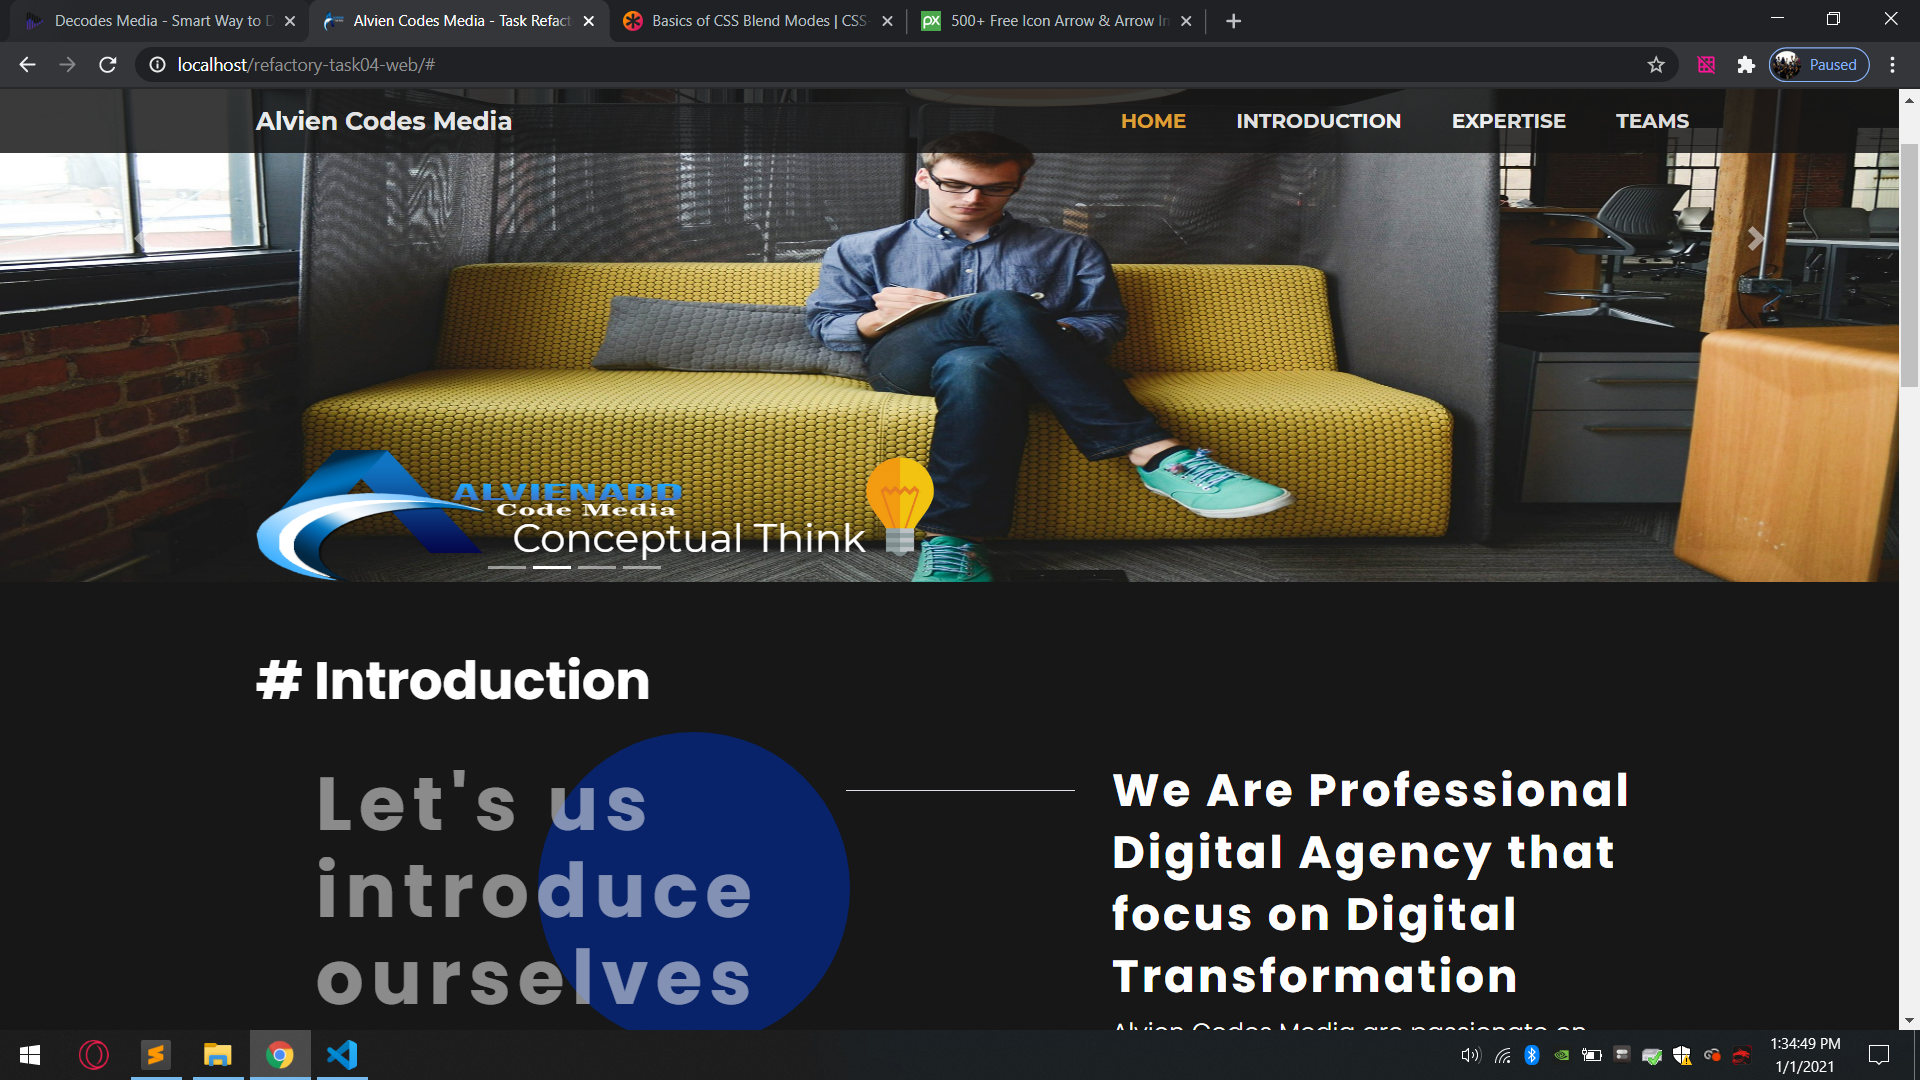 Decodes Media - Smart Way to D
Alvien Codes Media - Task Refact
Basics of CSS Blend Modes | CSS-
500+ Free Icon Arrow & Arrow In
localhost/refactory-task04-web/#
Paused
Alvien Codes Media
HOME
INTRODUCTION
EXPERTISE
TEAMS
ALVIENADD
Code Media
Conceptual Think
# Introduction
Let's us
introduce
ourselves
We Are Professional
Digital Agency that
focus on Digital
Transformation
Alvien Codes Media are passionate on
1:34:49 PM
1/1/2021